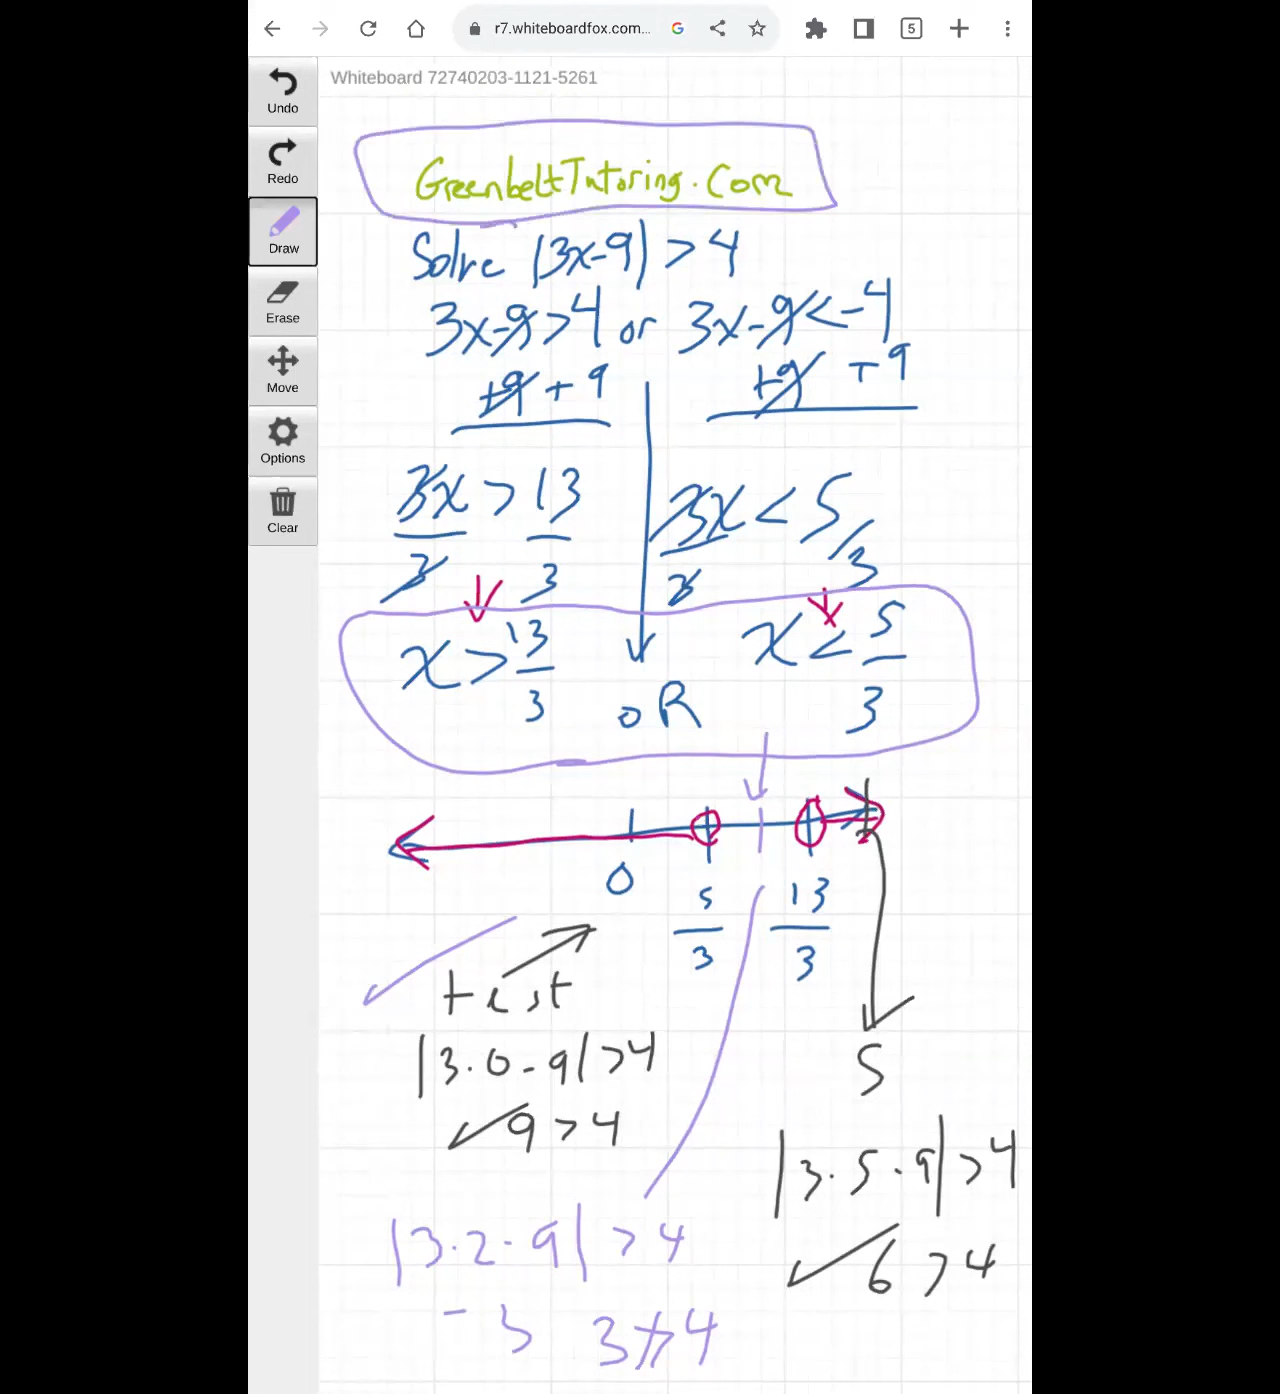 r7.whiteboardfox.com...
5
Whiteboard 72740203-1121-5261
Undo
Redo
Draw
Erase
Move
Options
Clear
GreenbeltTutoring.Com
Solve |3x-9| > 4
3x-9>4 or 3x-9<-4
+9 + 9 +9 +9
3x > 13 3x < 5/3
3 3 3
x > 13/3 oR x < 5/3
0 5/3 13/3
test
|3·0-9| >4
9 > 4
5
|3·5-9| >4
6 > 4
|3·2-9| > 4
-3 3≯4